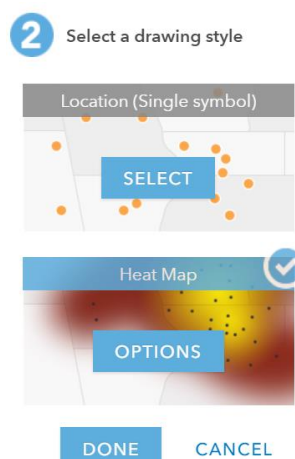 2 Select a drawing style
Location (Single symbol)
SELECT
Heat Map
OPTIONS
DONE CANCEL